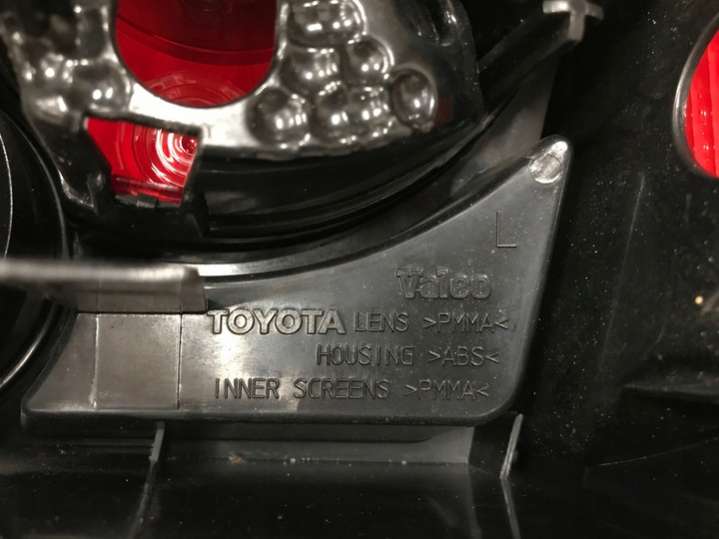 L
Valeo
TOYOTA LENS >PMMA<
HOUSING >ABS<
INNER SCREENS >PMMA<